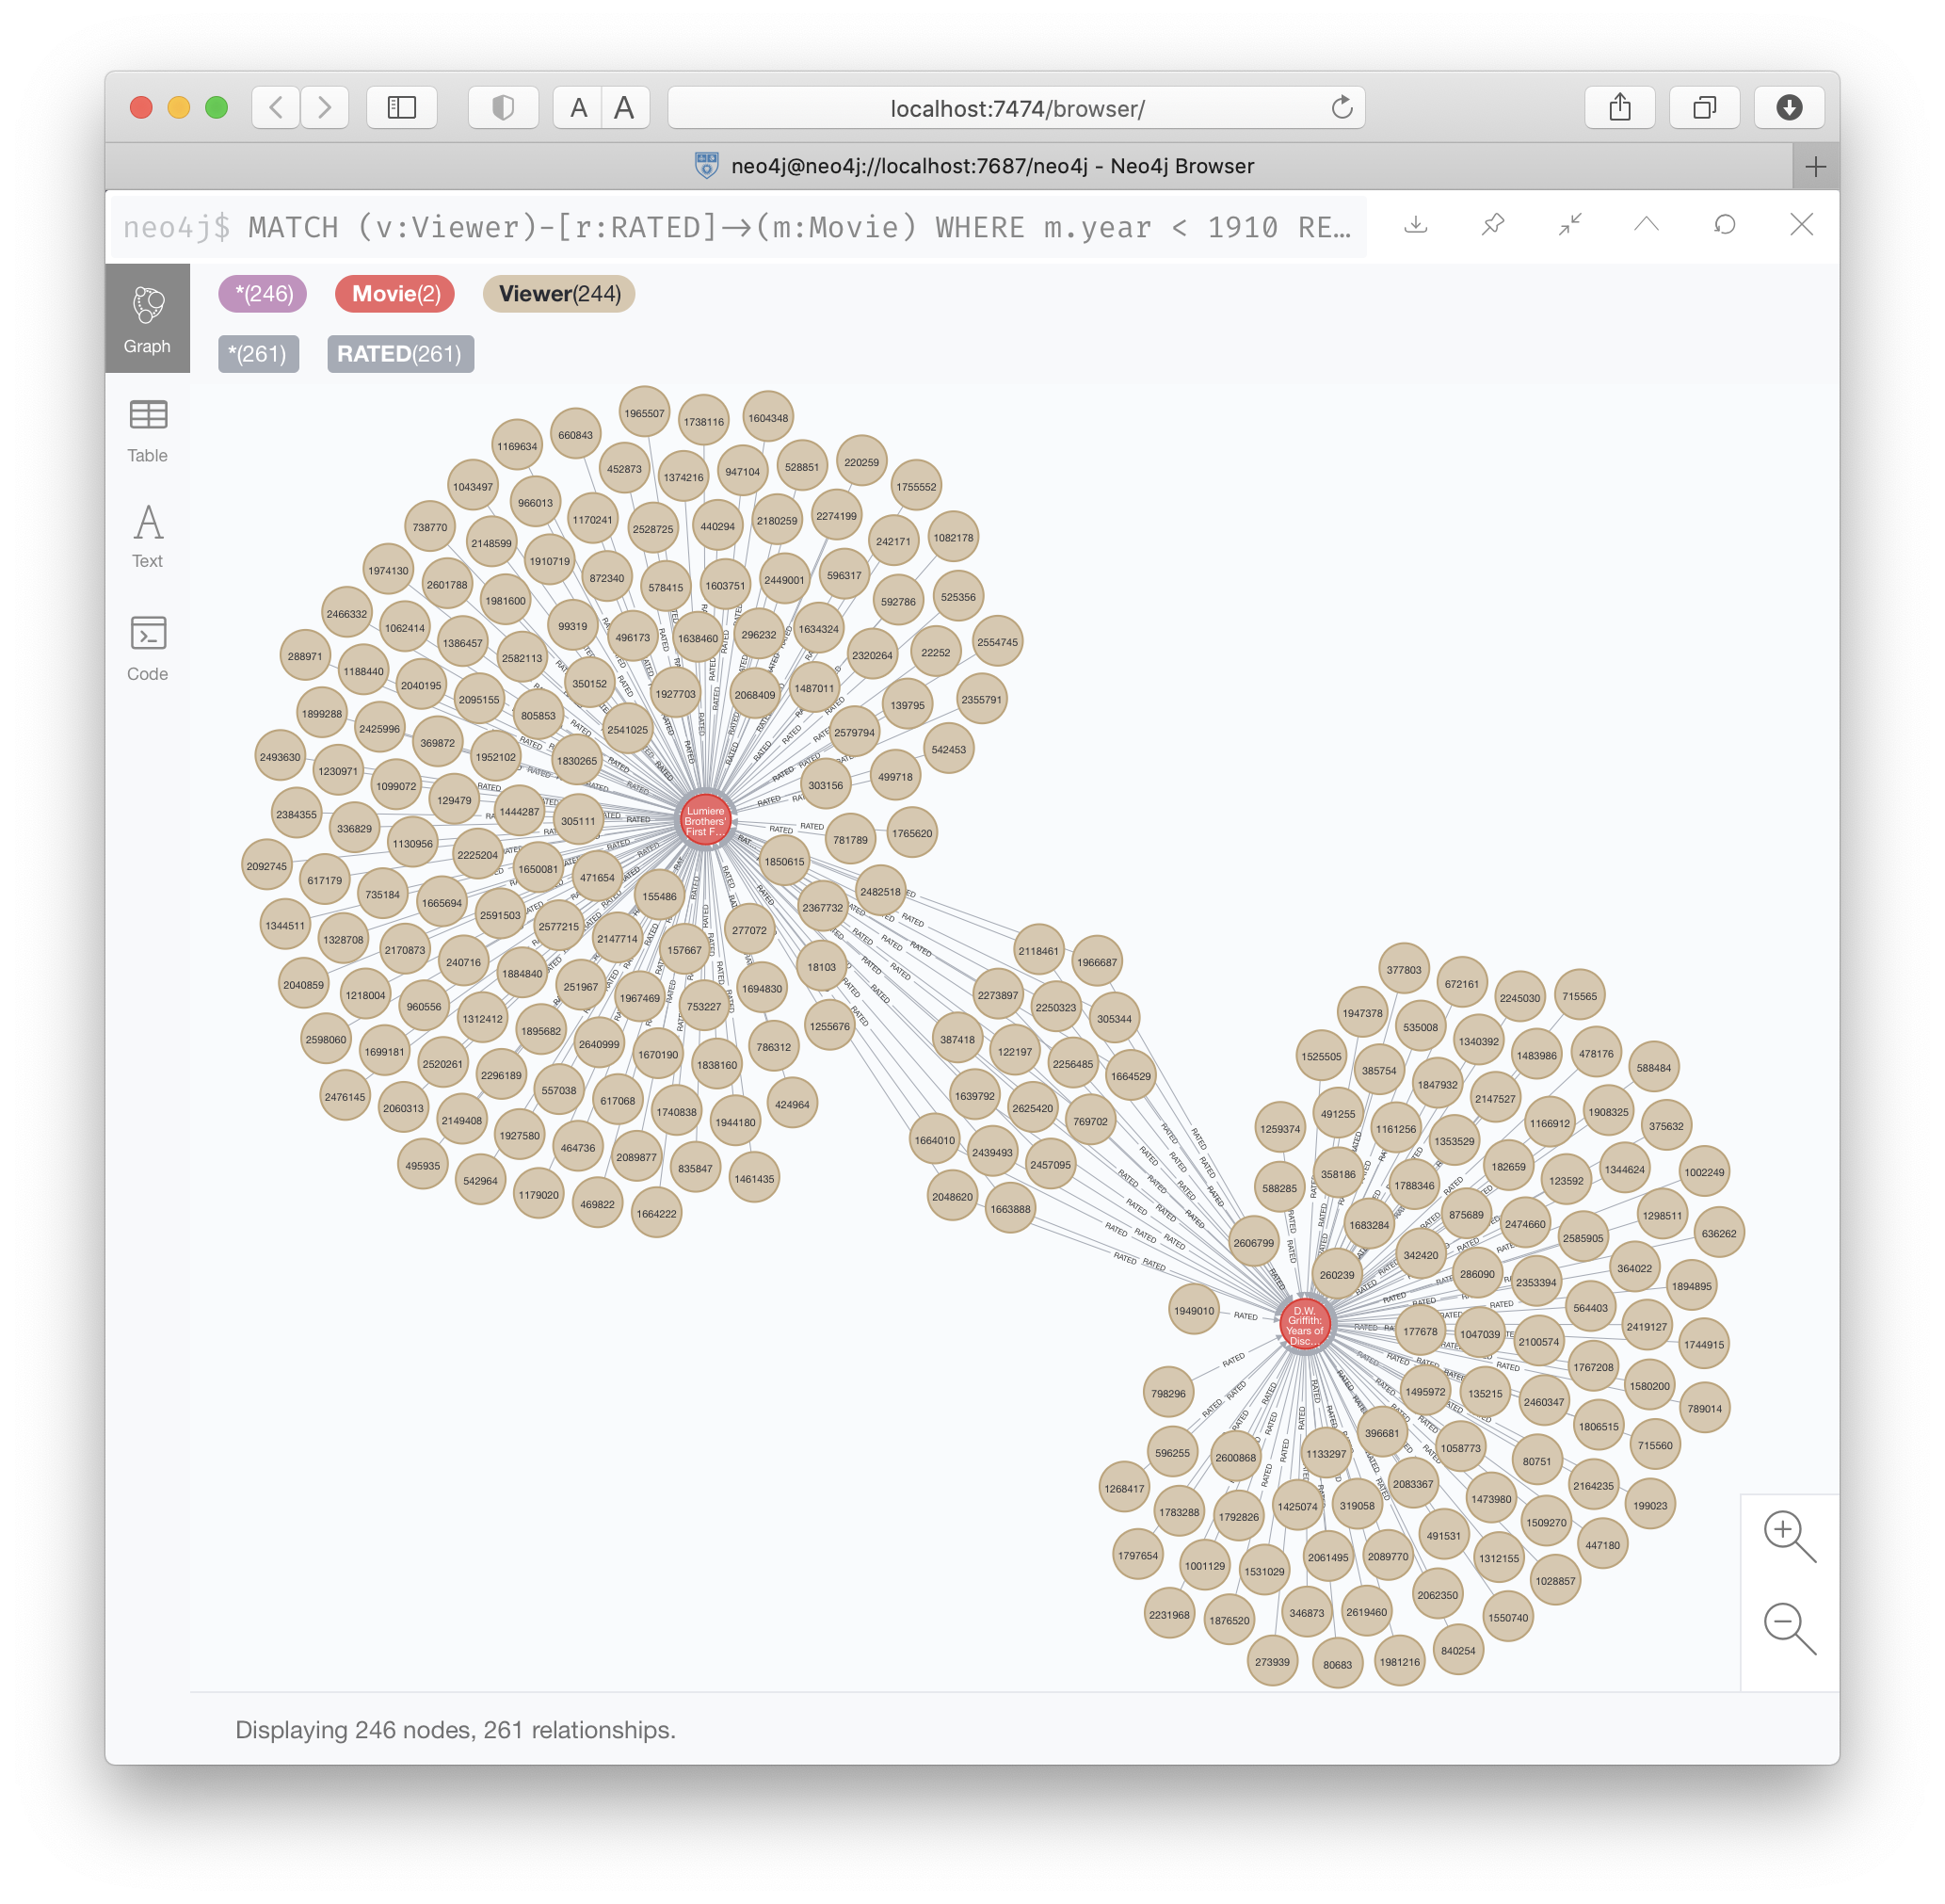 A A
localhost:7474/browser/
neo4j@neo4j://localhost:7687/neo4j - Neo4j Browser
neo4j$ MATCH (v:Viewer)-[r:RATED]→(m:Movie) WHERE m.year < 1910 RE…
*(246) Movie(2) Viewer(244)
*(261) RATED(261)
Graph
Table
Text
Code
1965507 1738116 1604348
660843 1169634
452873 1374216 947104 528851 220259
1043497 966013 1755552
1170241 2528725 440294 2180259 2274199
738770 2148599 242171 1082178
1910719 872340 578415 1603751 2449001 596317
1974130 2601788 1981600 592786 525356
2466332 1062414 99319 496173 1638460 296232 1634324
288971 1188440 1386457 2582113 2320264 22252 2554745
2040195 2095155 350152 1927703 2068409 1487011 139795 2355791
1899288 2425996 805853 2541025 2579794
2493630 369872 1952102 1830265 542453
1230971 1099072 129479 303156 499718
2384355 336829 1444287 305111
Lumiere
Brothers'
First F...
1130956 2225204 781789 1765620
2092745 617179 735184 1650081 471654 1850615
1665694 2591503 155486 2367732 2482518
1344511 1328708 2170873 2577215 2147714 277072
240716 1884840 157667 18103 2118461 1966687
2040859 1218004 960556 251967 1967469 753227 1694830
2273897 2250323 305344
1312412 1895682 1255676
2598060 1699181 2520261 2640999 1670190 1838160 786312
387418 122197 2256485 1664529
2476145 2060313 2296189 557038 617068 1740838 1944180 424964
1639792 2625420 769702
2149408 1927580 464736 2089877 835847 1461435
1664010 2439493 2457095
495935 542964 1179020 469822 1664222
2048620 1663888
377803 672161 2245030 715565
1947378 535008 1340392 1483986 478176
1525505 385754 1847932 2147527 588484
1259374 491255 1161256 1353529 1166912 1908325 375632
588285 358186 1788346 182659 123592 1344624 1002249
2606799 1683284 875689 2474660 2585905 1298511 636262
260239 342420 286090 2353394 364022 1894895
1949010
D.W.
Griffith:
Years of
Disc...
177678 1047039 2100574 564403 2419127 1744915
798296 1495972 135215 2460347 1767208 1580200 789014
596255 2600868 1133297 396681 1058773 80751 1806515 715560
1268417 1783288 1792826 1425074 319058 2083367 1473980 2164235 199023
1797654 1001129 1531029 2061495 2089770 491531 1312155 1509270 447180
2231968 1876520 346873 2619460 2062350 1550740 1028857
273939 80683 1981216 840254
RATED
Displaying 246 nodes, 261 relationships.